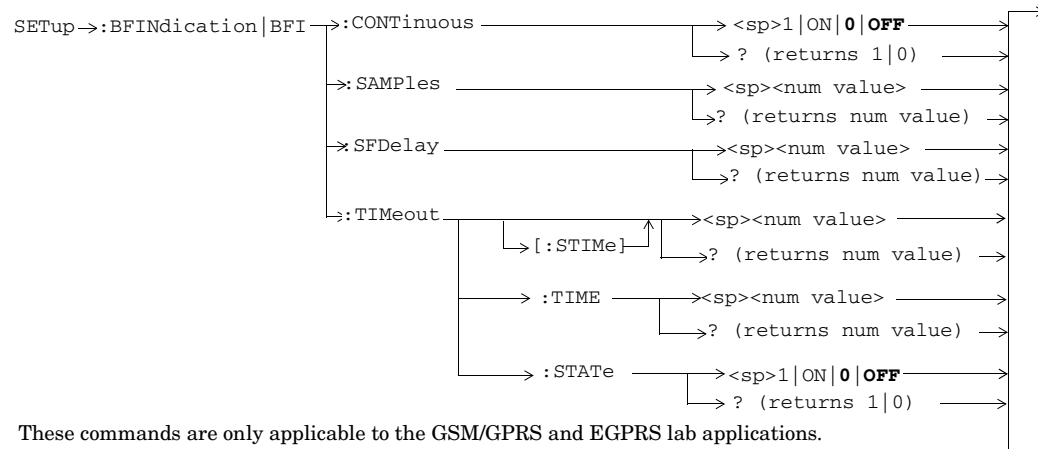 SETup :BFINdication|BFI :CONTinuous <sp>1|ON|0|OFF
? (returns 1|0)
:SAMPles <sp><num value>
? (returns num value)
:SFDelay <sp><num value>
? (returns num value)
:TIMeout <sp><num value>
[:STIMe] ? (returns num value)
:TIME <sp><num value>
? (returns num value)
:STATe <sp>1|ON|0|OFF
? (returns 1|0)
These commands are only applicable to the GSM/GPRS and EGPRS lab applications.